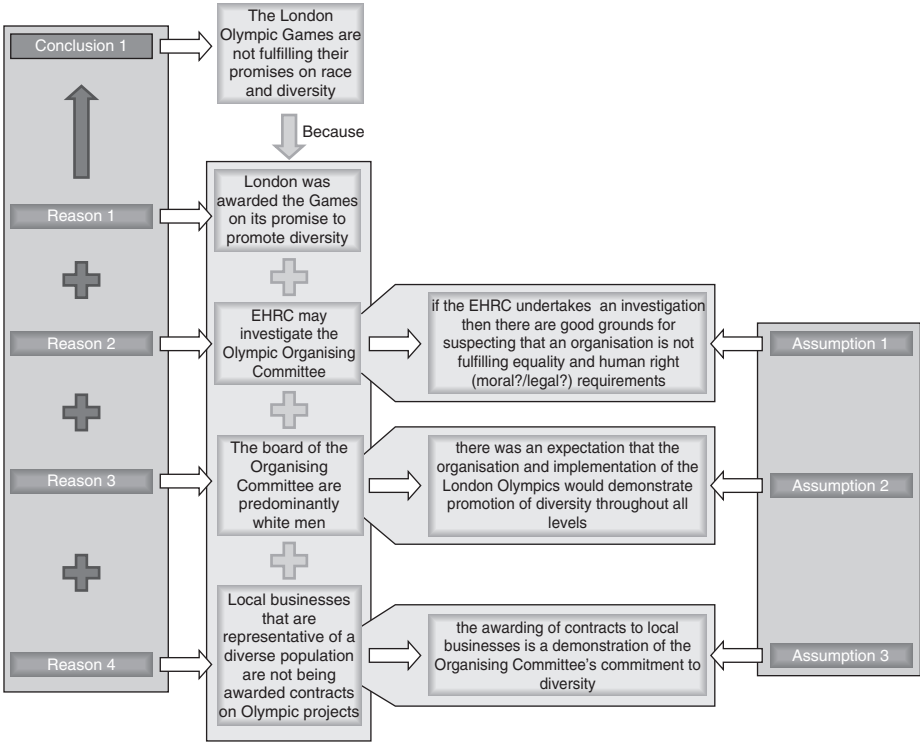 Conclusion 1
The London
Olympic Games are
not fulfilling their
promises on race
and diversity
Because
Reason 1
London was
awarded the Games
on its promise to
promote diversity
Reason 2
EHRC may
investigate the
Olympic Organising
Committee
if the EHRC undertakes an investigation
then there are good grounds for
suspecting that an organisation is not
fulfilling equality and human right
(moral?/legal?) requirements
Assumption 1
Reason 3
The board of the
Organising
Committee are
predominantly
white men
there was an expectation that the
organisation and implementation of the
London Olympics would demonstrate
promotion of diversity throughout all
levels
Assumption 2
Reason 4
Local businesses
that are
representative of a
diverse population
are not being
awarded contracts
on Olympic projects
the awarding of contracts to local
businesses is a demonstration of the
Organising Committee's commitment to
diversity
Assumption 3